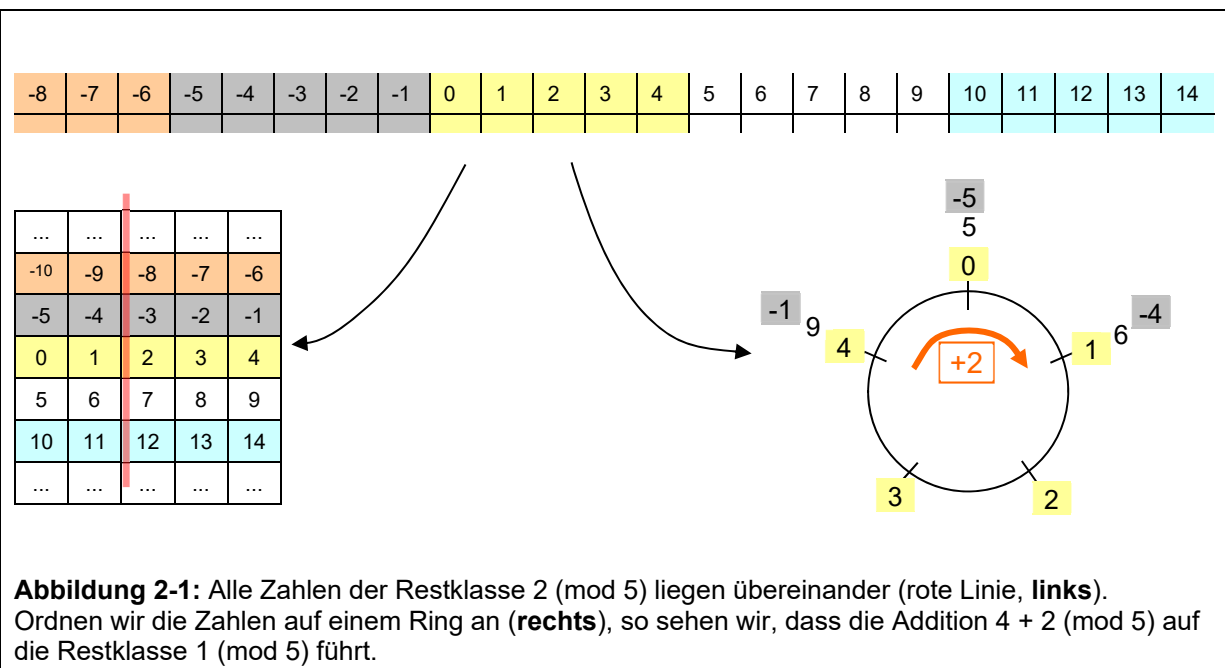 -8 -7 -6 -5 -4 -3 -2 -1 0 1 2 3 4 5 6 7 8 9 10 11 12 13 14
... ... ... ... ...
-10 -9 -8 -7 -6
-5 -4 -3 -2 -1
0 1 2 3 4
5 6 7 8 9
10 11 12 13 14
... ... ... ... ...
-5
5
0
-1 9 4
1 6 -4
+2
3
2
Abbildung 2-1: Alle Zahlen der Restklasse 2 (mod 5) liegen übereinander (rote Linie, links).
Ordnen wir die Zahlen auf einem Ring an (rechts), so sehen wir, dass die Addition 4 + 2 (mod 5) auf
die Restklasse 1 (mod 5) führt.